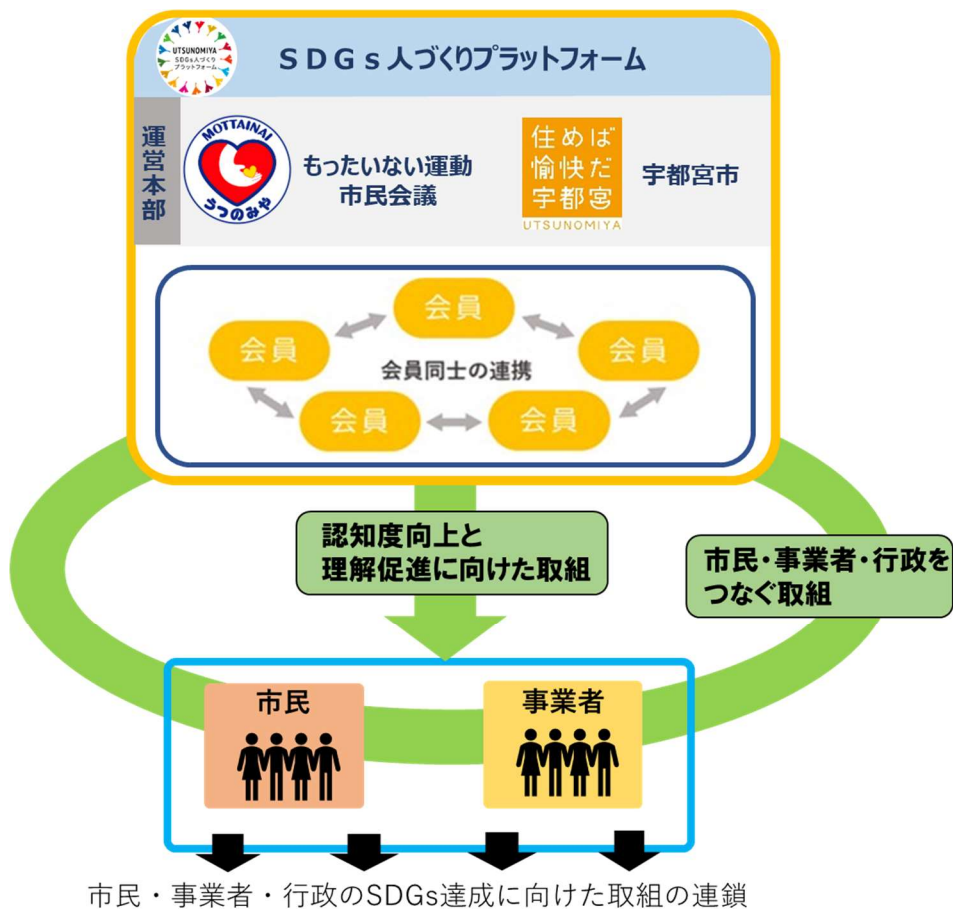 UTSUNOMIYA
SDGs人づくり
プラットフォーム
SDGs人づくりプラットフォーム
運営本部
MOTTAINAI
うつのみや
もったいない運動
市民会議
住めば
愉快だ
宇都宮
UTSUNOMIYA
宇都宮市
会員
会員
会員
会員同士の連携
会員
会員
認知度向上と
理解促進に向けた取組
市民・事業者・行政を
つなぐ取組
市民
事業者
市民・事業者・行政のSDGs達成に向けた取組の連鎖